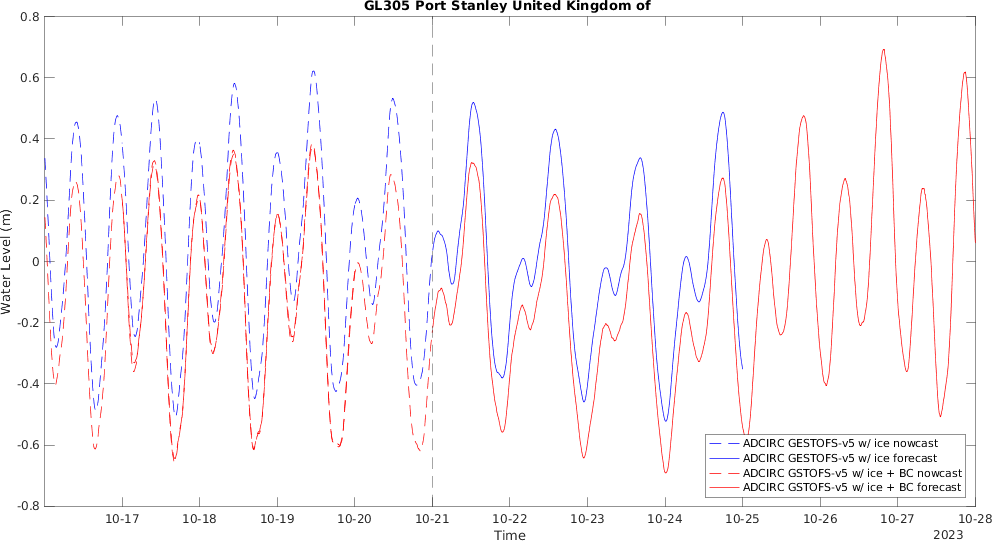 GL305 Port Stanley United Kingdom of
Water Level (m)
0.8
0.6
0.4
0.2
0
-0.2
-0.4
-0.6
-0.8
ADCIRC GESTOFS-v5 w/ ice nowcast
ADCIRC GESTOFS-v5 w/ ice forecast
ADCIRC GSTOFS-v5 w/ ice + BC nowcast
ADCIRC GSTOFS-v5 w/ ice + BC forecast
10-17 10-18 10-19 10-20 10-21 10-22 10-23 10-24 10-25 10-26 10-27 10-28
Time
2023